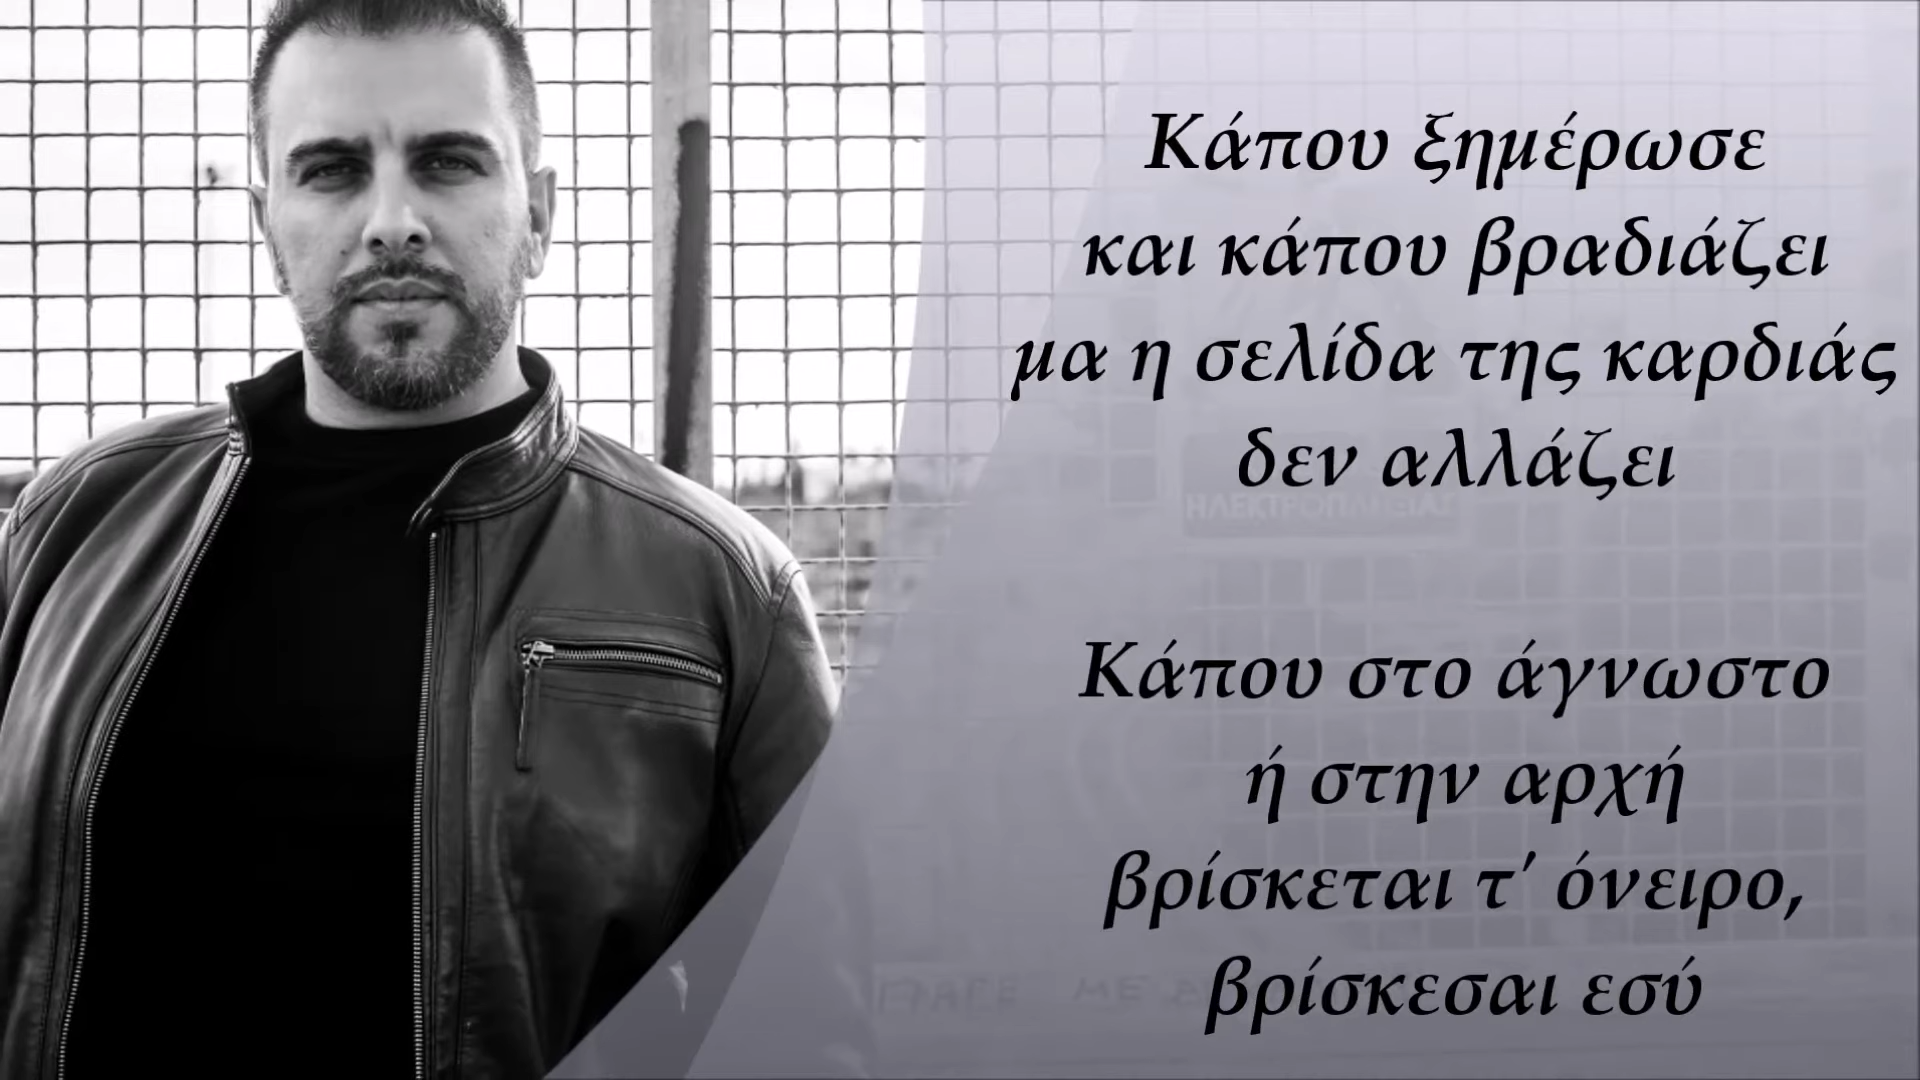 Κάπου ξημέρωσε
και κάπου βραδιάζει
μα η σελίδα της καρδιάς
δεν αλλάζει
Κάπου στο άγνωστο
ή στην αρχή
βρίσκεται τ' όνειρο,
βρίσκεσαι εσύ